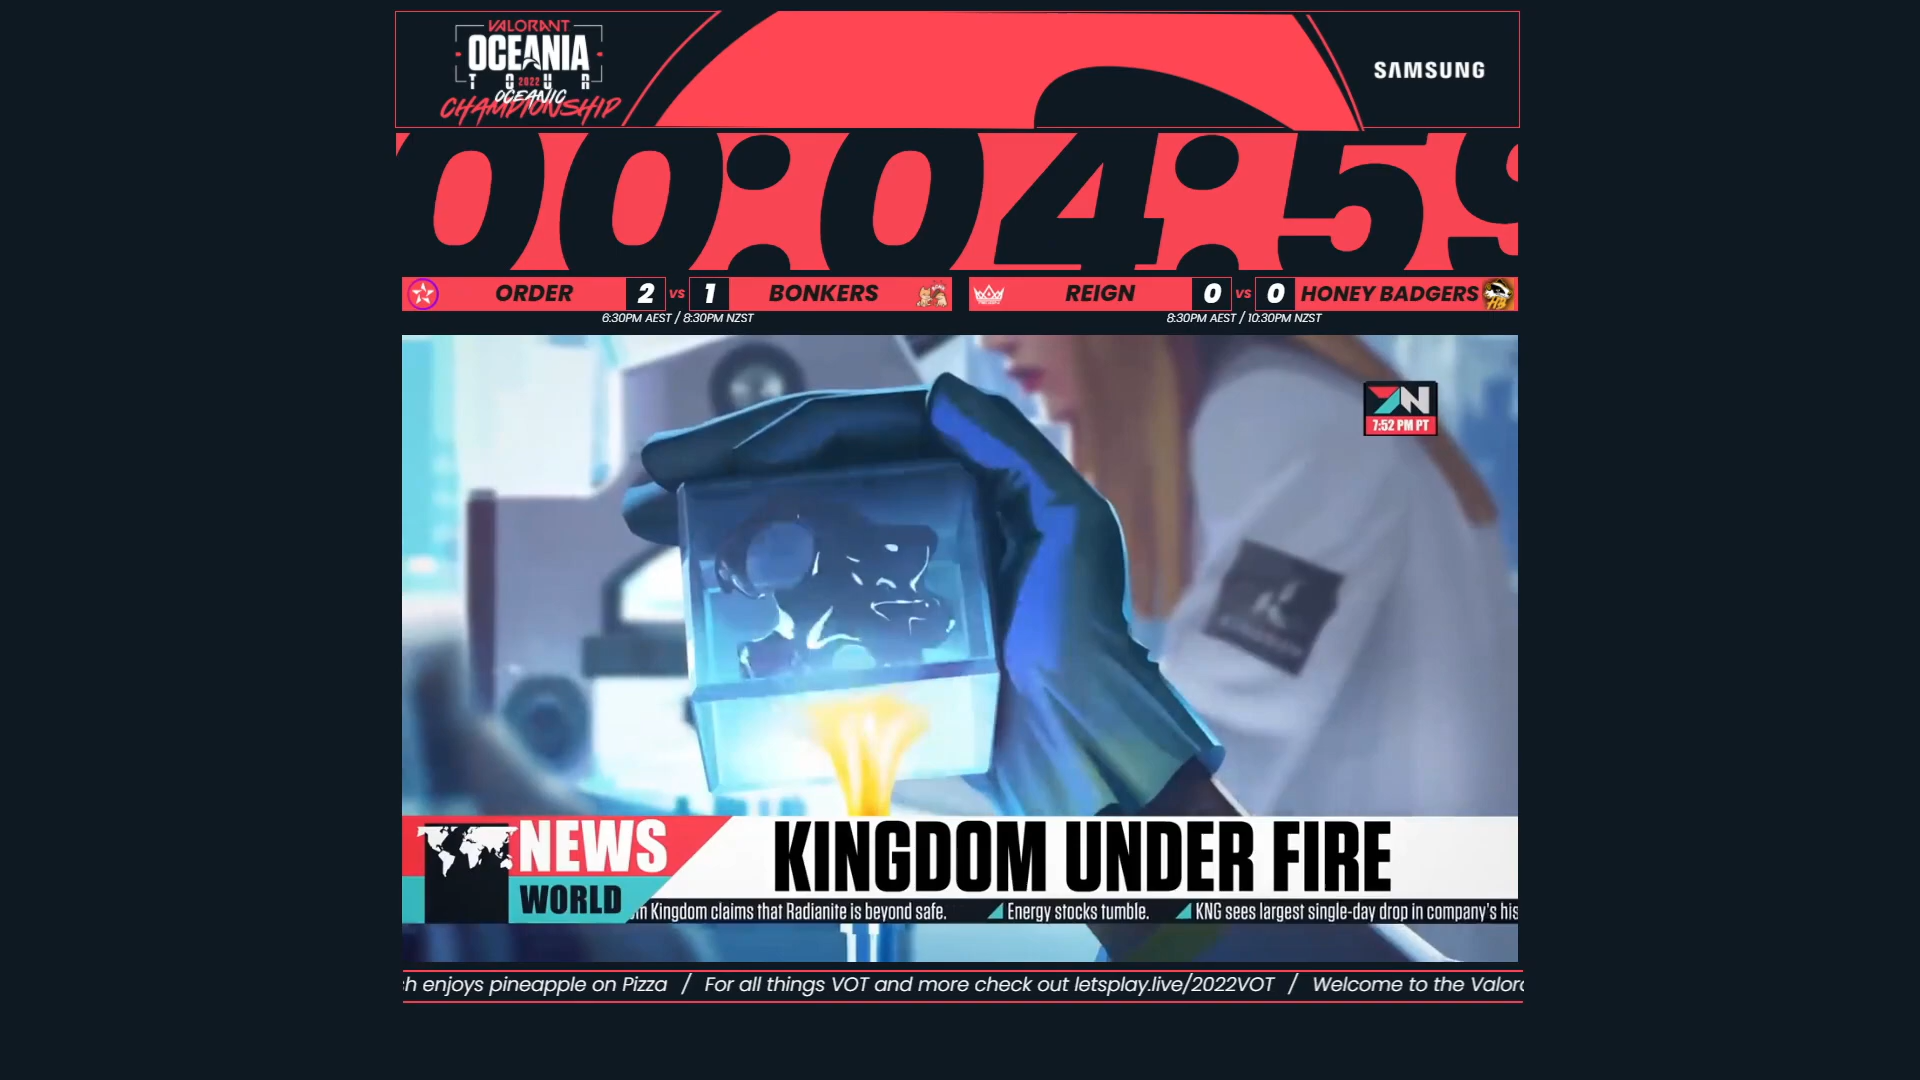 VALORANT
OCEANIA
TOUR
2022
OCEANIC
CHAMPIONSHIP
SAMSUNG
00:04:59
ORDER 2 VS 1 BONKERS
6:30PM AEST / 8:30PM NZST
REIGN 0 VS 0 HONEY BADGERS
8:30PM AEST / 10:30PM NZST
7:52 PM PT
NEWS
WORLD
KINGDOM UNDER FIRE
Kingdom claims that Radianite is beyond safe. Energy stocks tumble. KNG sees largest single-day drop in company's his
h enjoys pineapple on Pizza / For all things VOT and more check out letsplay.live/2022VOT / Welcome to the Valor